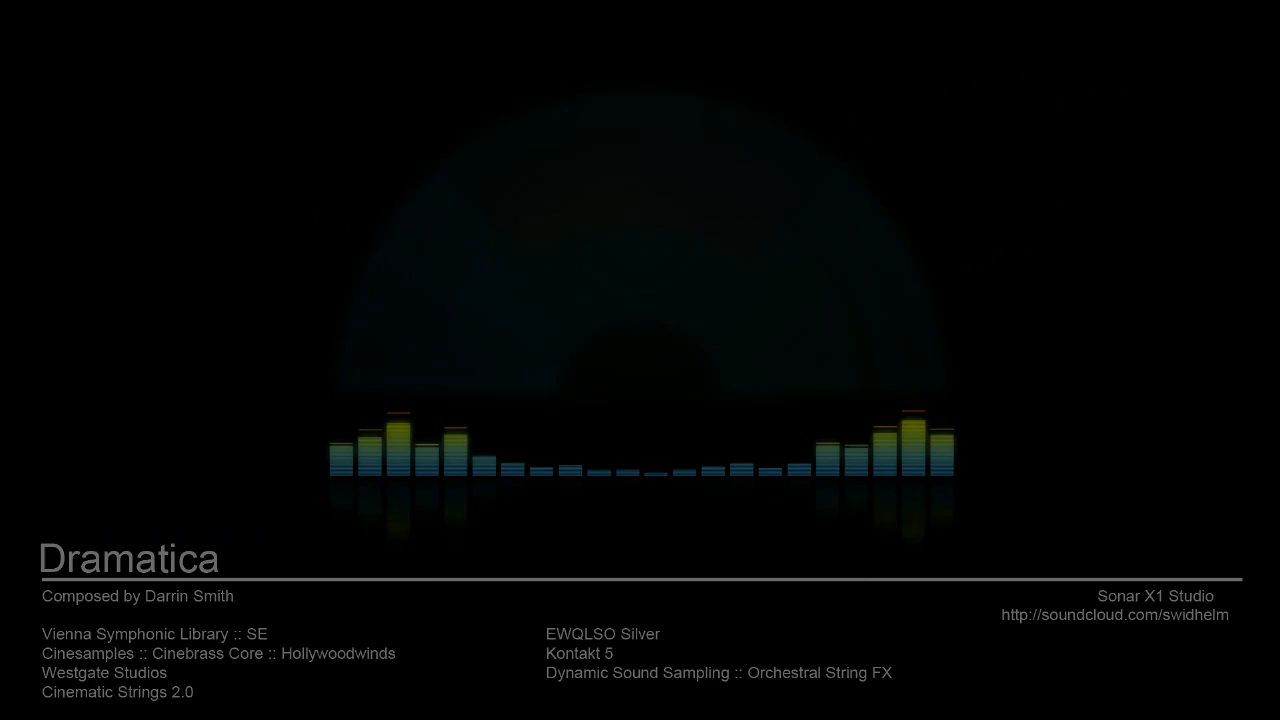 Dramatica
Composed by Darrin Smith
Sonar X1 Studio
http://soundcloud.com/swidhelm
Vienna Symphonic Library :: SE
Cinesamples :: Cinebrass Core :: Hollywoodwinds
Westgate Studios
Cinematic Strings 2.0
EWQLSO Silver
Kontakt 5
Dynamic Sound Sampling :: Orchestral String FX